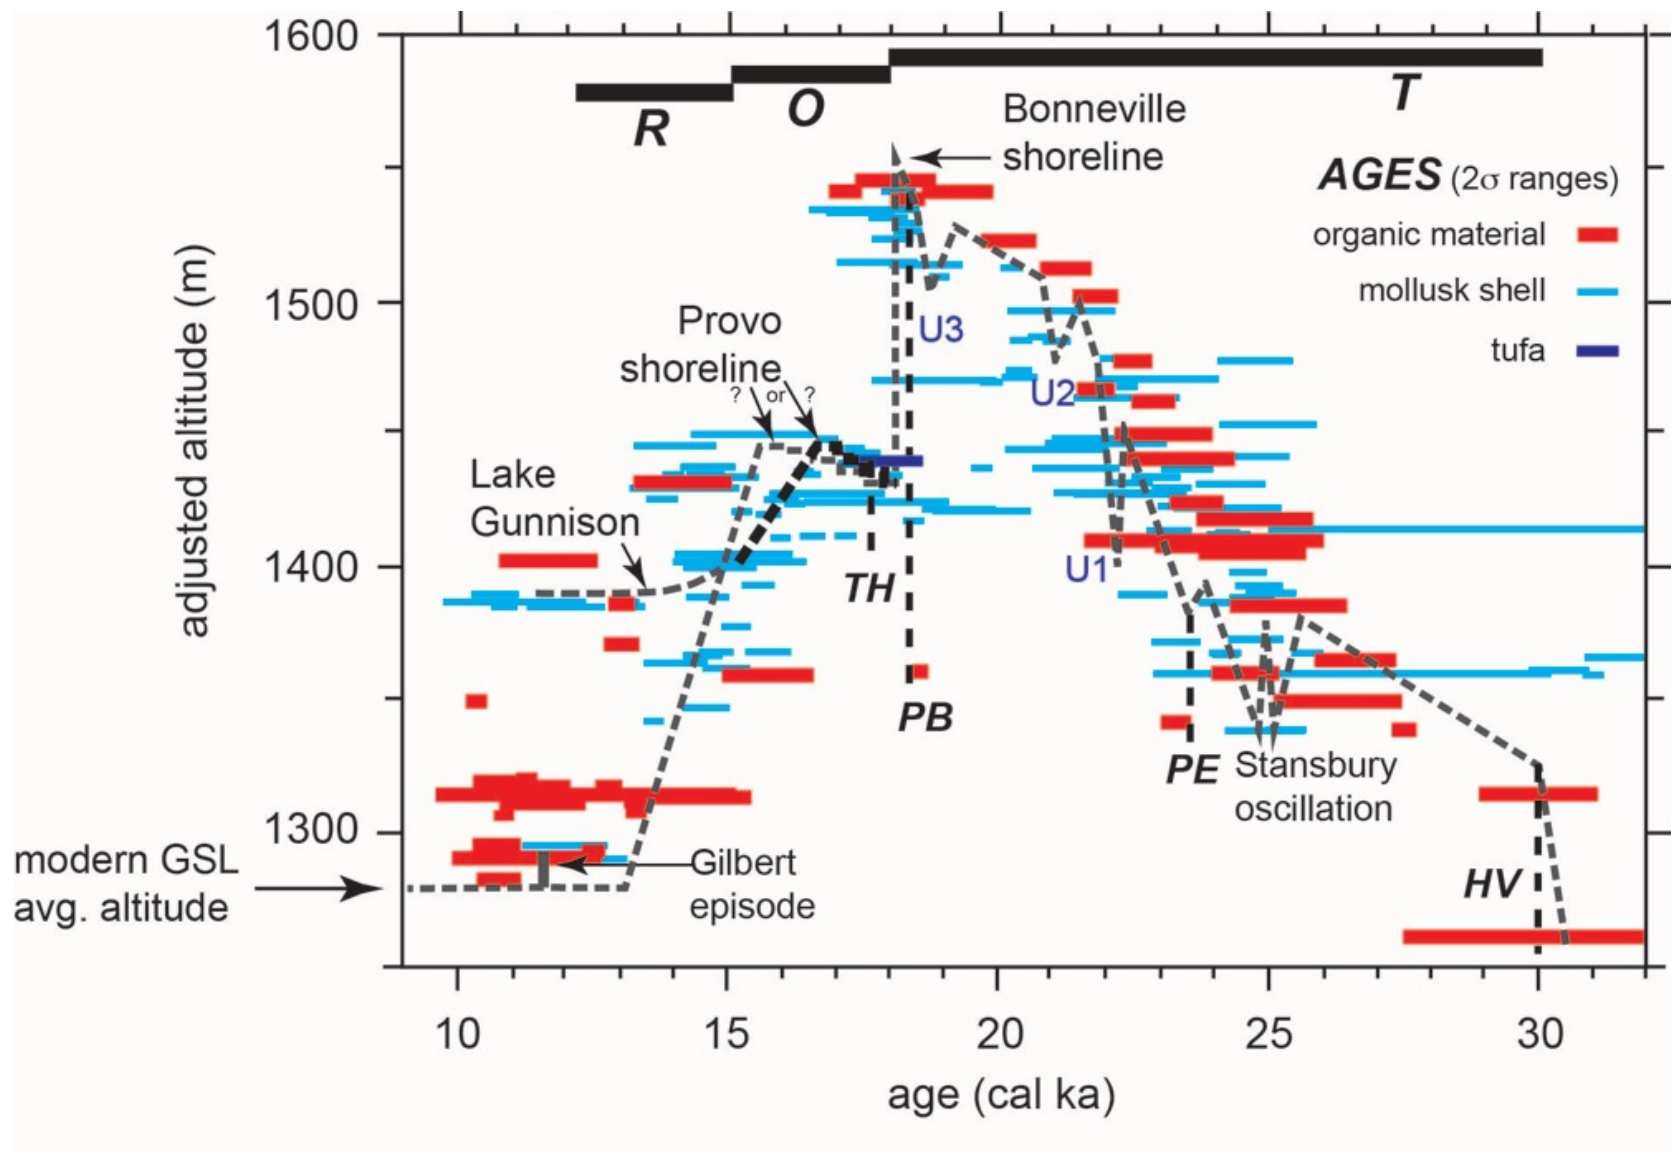 1600
R
O
T
Bonneville
shoreline
AGES (2σ ranges)
organic material
mollusk shell
tufa
adjusted altitude (m)
1500
Provo
shoreline
? or ?
U3
U2
Lake
Gunnison
1400
U1
TH
PB
PE
Stansbury
oscillation
1300
modern GSL
avg. altitude
Gilbert
episode
HV
10
15
20
25
30
age (cal ka)